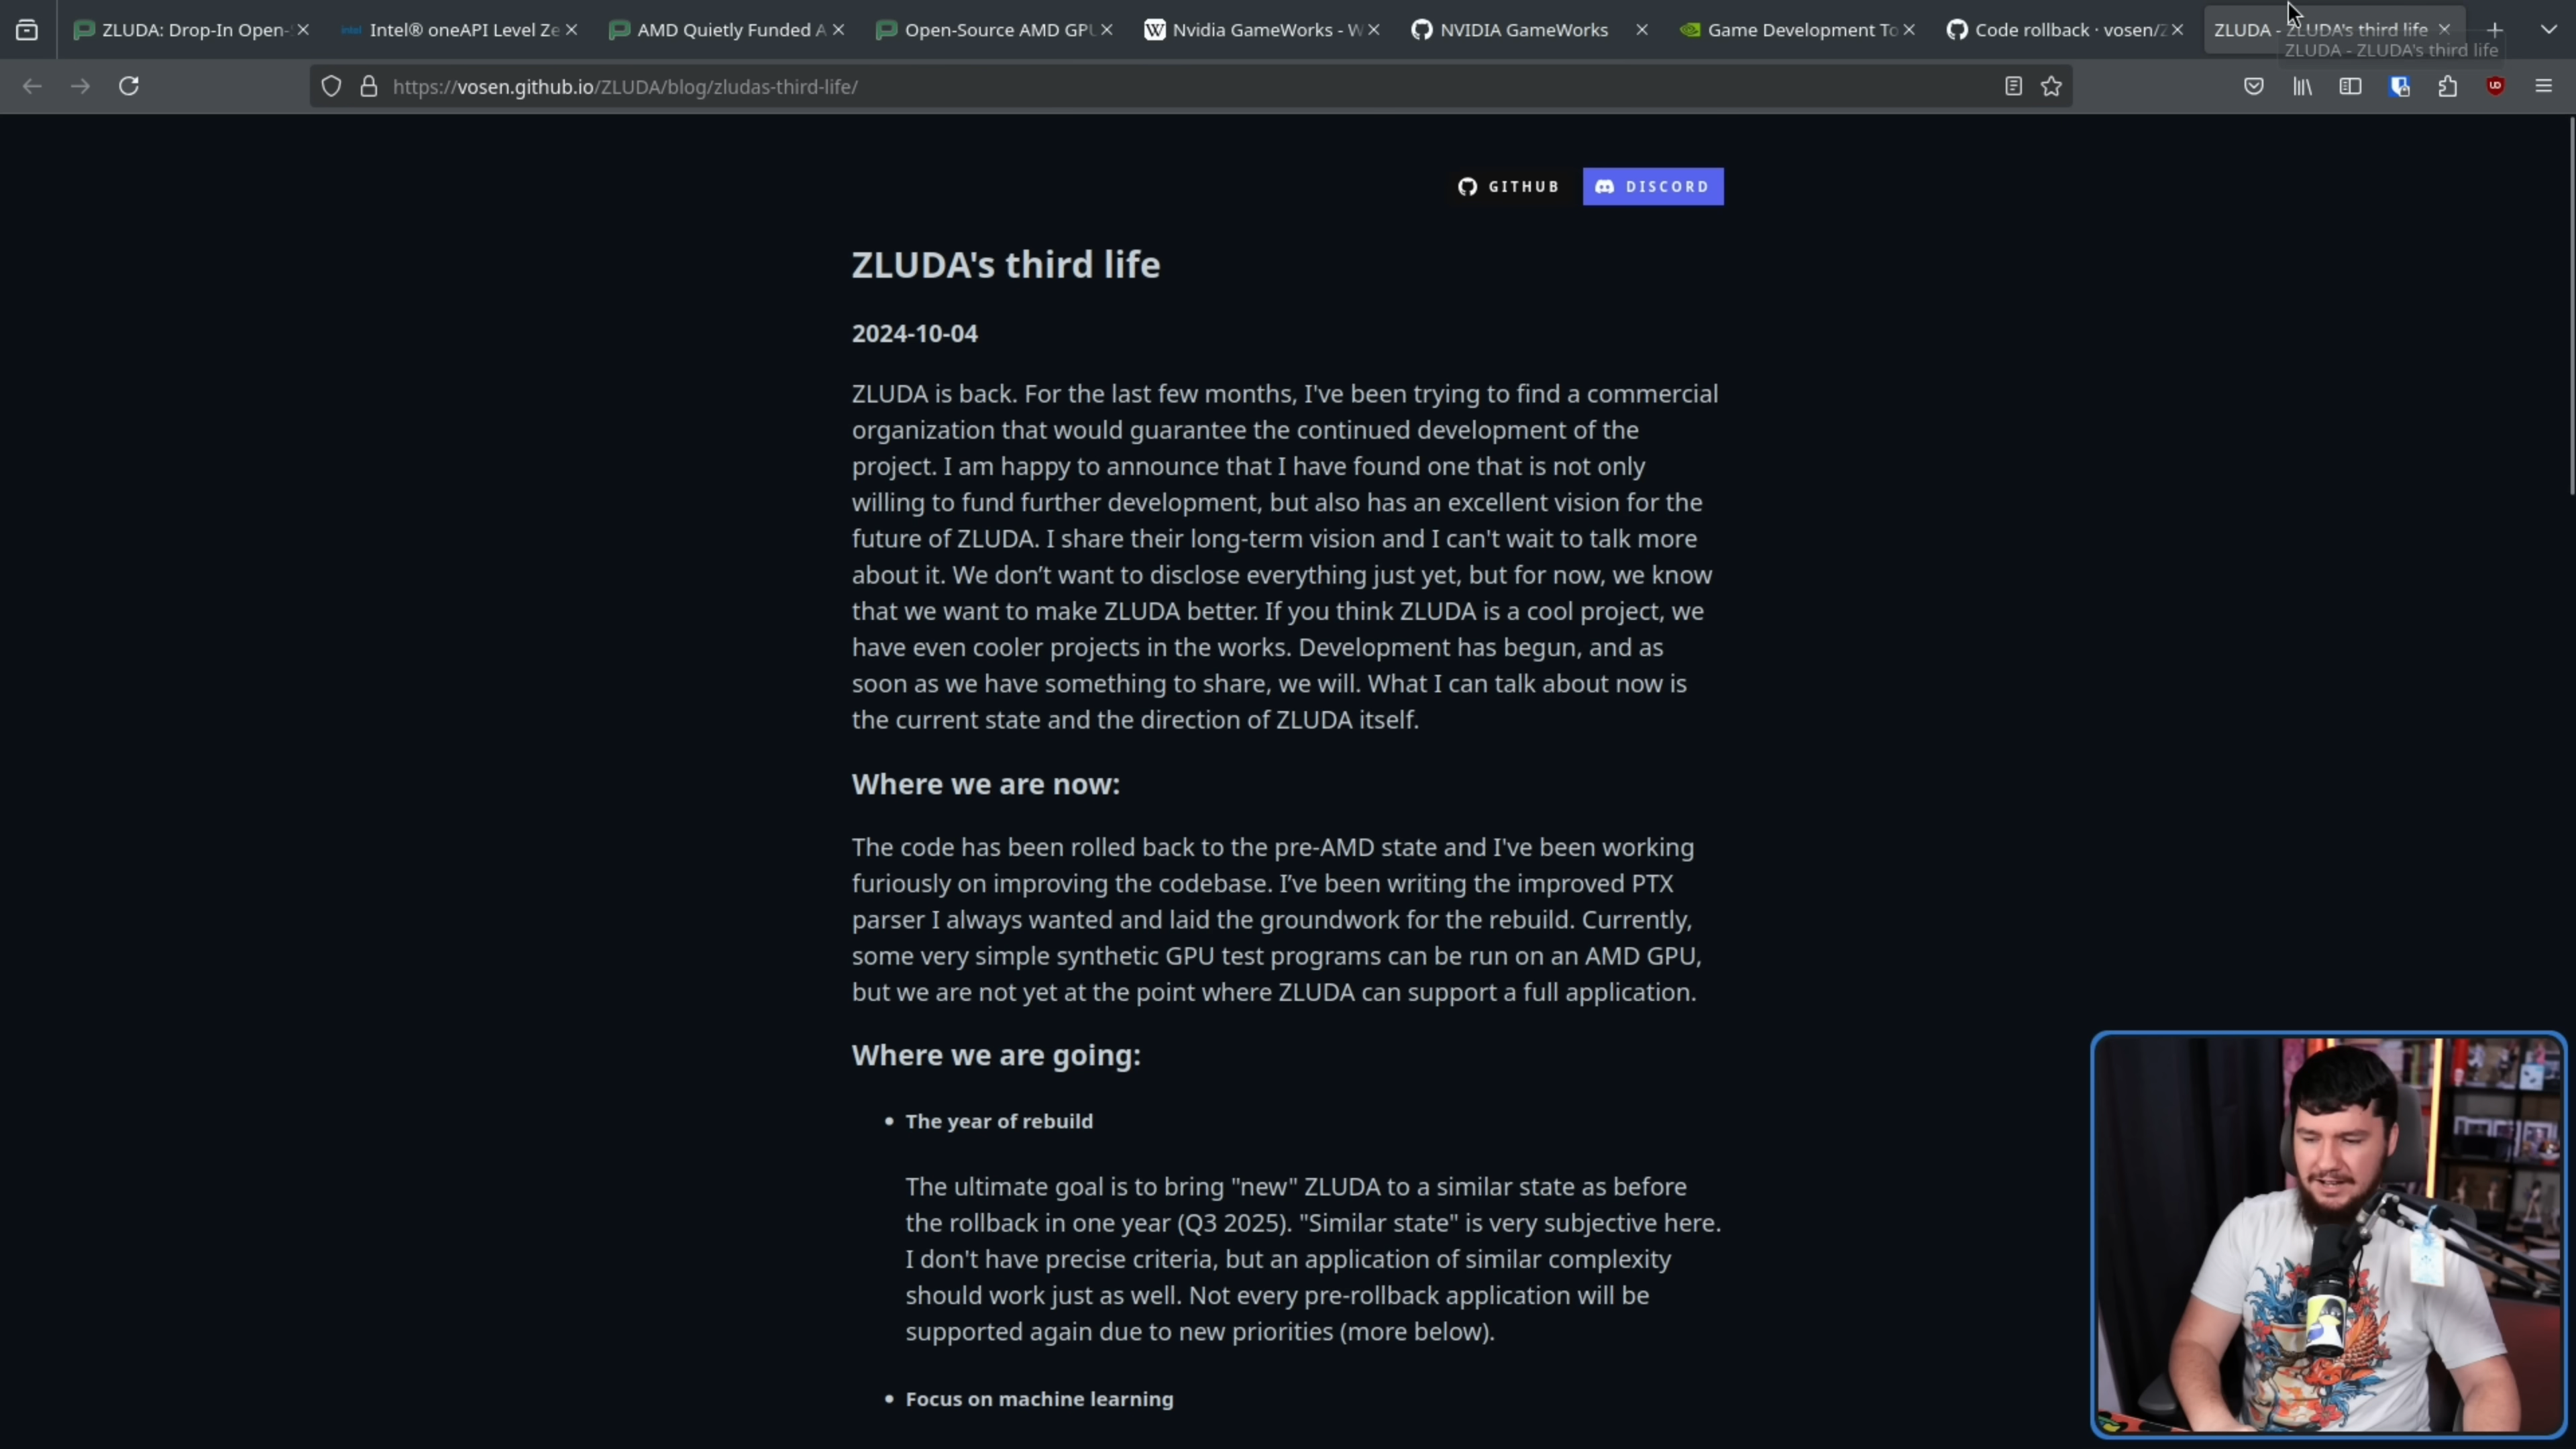 ZLUDA: Drop-In Open-
Intel® oneAPI Level Ze
AMD Quietly Funded A
Open-Source AMD GPU
Nvidia GameWorks - W
NVIDIA GameWorks
Game Development To
Code rollback · vosen/Z
ZLUDA - ZLUDA's third life
ZLUDA - ZLUDA's third life
https://vosen.github.io/ZLUDA/blog/zludas-third-life/
GITHUB
DISCORD
ZLUDA's third life
2024-10-04
ZLUDA is back. For the last few months, I've been trying to find a commercial
organization that would guarantee the continued development of the
project. I am happy to announce that I have found one that is not only
willing to fund further development, but also has an excellent vision for the
future of ZLUDA. I share their long-term vision and I can't wait to talk more
about it. We don’t want to disclose everything just yet, but for now, we know
that we want to make ZLUDA better. If you think ZLUDA is a cool project, we
have even cooler projects in the works. Development has begun, and as
soon as we have something to share, we will. What I can talk about now is
the current state and the direction of ZLUDA itself.
Where we are now:
The code has been rolled back to the pre-AMD state and I've been working
furiously on improving the codebase. I’ve been writing the improved PTX
parser I always wanted and laid the groundwork for the rebuild. Currently,
some very simple synthetic GPU test programs can be run on an AMD GPU,
but we are not yet at the point where ZLUDA can support a full application.
Where we are going:
• The year of rebuild
The ultimate goal is to bring "new" ZLUDA to a similar state as before
the rollback in one year (Q3 2025). "Similar state" is very subjective here.
I don't have precise criteria, but an application of similar complexity
should work just as well. Not every pre-rollback application will be
supported again due to new priorities (more below).
• Focus on machine learning